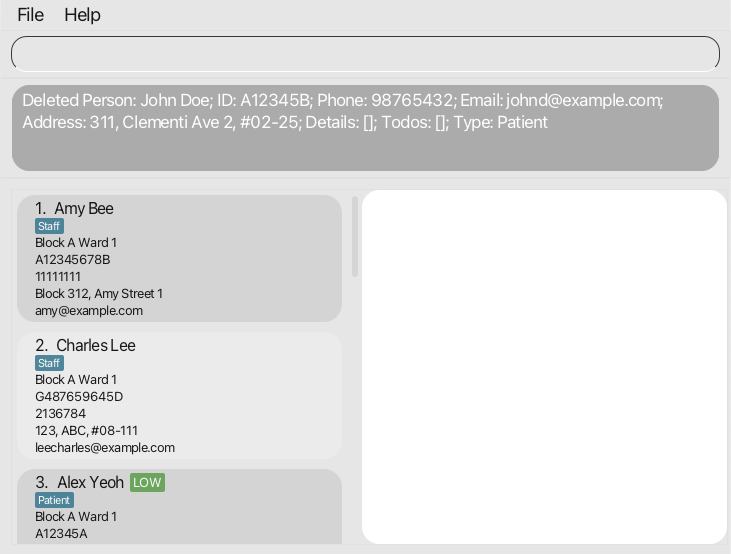 File Help
Deleted Person: John Doe; ID: A12345B; Phone: 98765432; Email: johnd@example.com;
Address: 311, Clementi Ave 2, #02-25; Details: []; Todos: []; Type: Patient
1. Amy Bee
Staff
Block A Ward 1
A12345678B
11111111
Block 312, Amy Street 1
amy@example.com
2. Charles Lee
Staff
Block A Ward 1
G487659645D
2136784
123, ABC, #08-111
leecharles@example.com
3. Alex Yeoh LOW
Patient
Block A Ward 1
A12345A